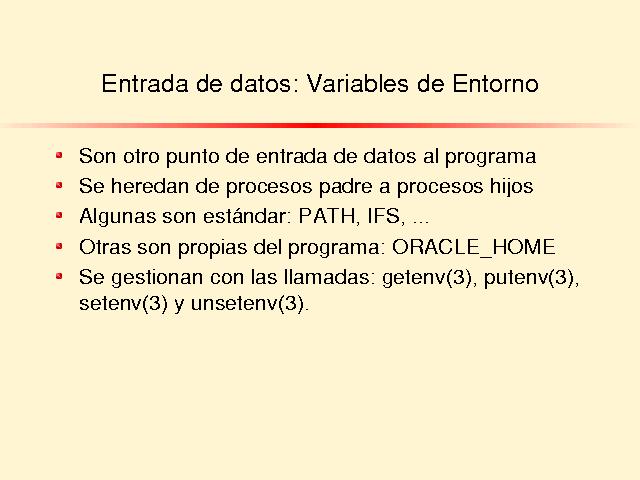 Entrada de datos: Variables de Entorno
Son otro punto de entrada de datos al programa
Se heredan de procesos padre a procesos hijos
Algunas son estándar: PATH, IFS, ...
Otras son propias del programa: ORACLE_HOME
Se gestionan con las llamadas: getenv(3), putenv(3),
setenv(3) y unsetenv(3).